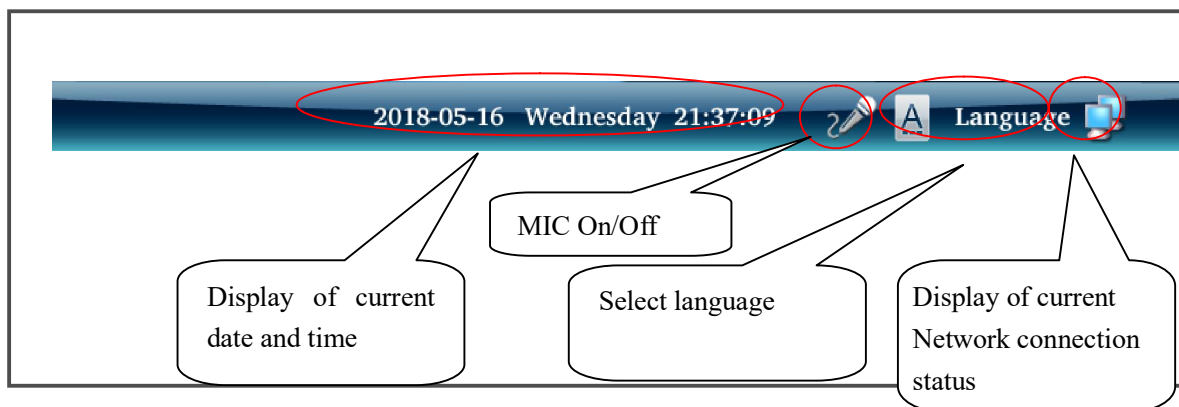 2018-05-16 Wednesday 21:37:09 A Language
MIC On/Off
Display of current
date and time
Select language
Display of current
Network connection
status